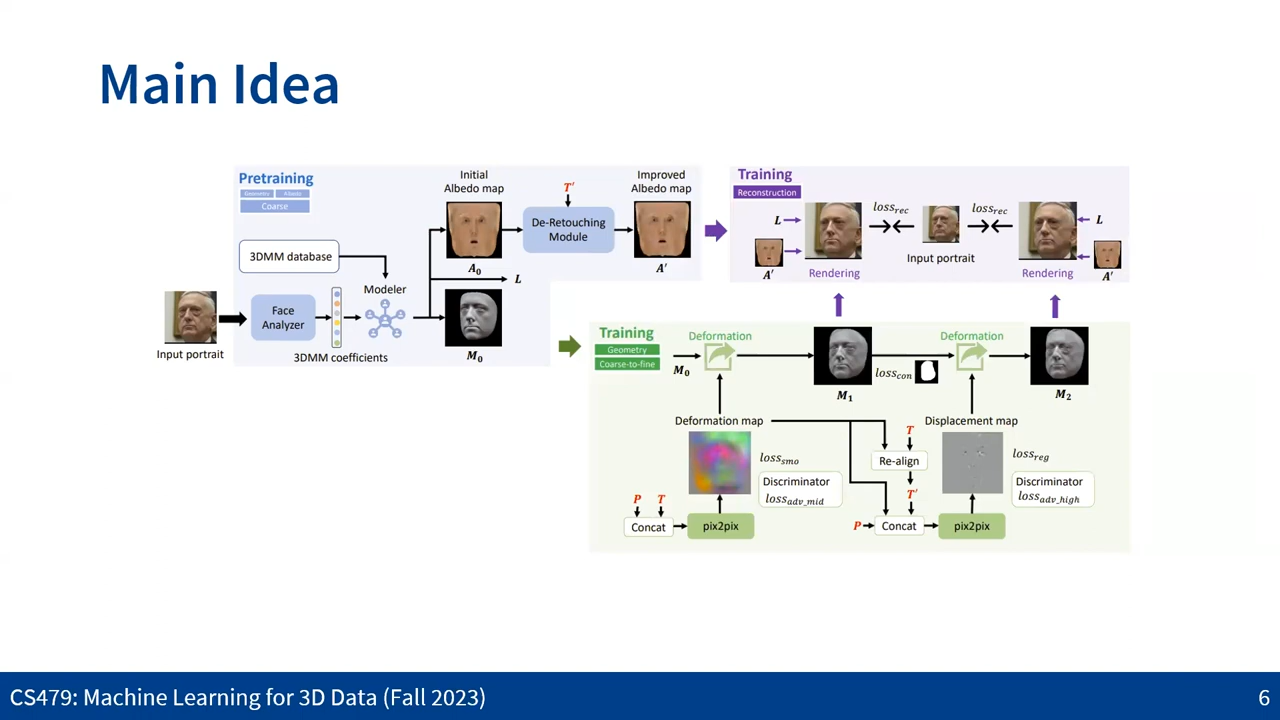 Main Idea
Pretraining
Geometry Albedo
Coarse
3DMM database
Face
Analyzer
Input portrait
3DMM coefficients
Modeler
Initial
Albedo map
A₀
L
M₀
T′
De-Retouching
Module
Improved
Albedo map
A′
Training
Reconstruction
L
A′
Rendering
loss_rec
Input portrait
loss_rec
L
A′
Rendering
Training
Geometry
Coarse-to-fine
M₀
Deformation
M₁
loss_con
Deformation
M₂
Deformation map
loss_smo
Discriminator
loss_adv_mid
P T
Concat
pix2pix
T
Re-align
T′
P
Concat
pix2pix
Displacement map
loss_reg
Discriminator
loss_adv_high
CS479: Machine Learning for 3D Data (Fall 2023)
6